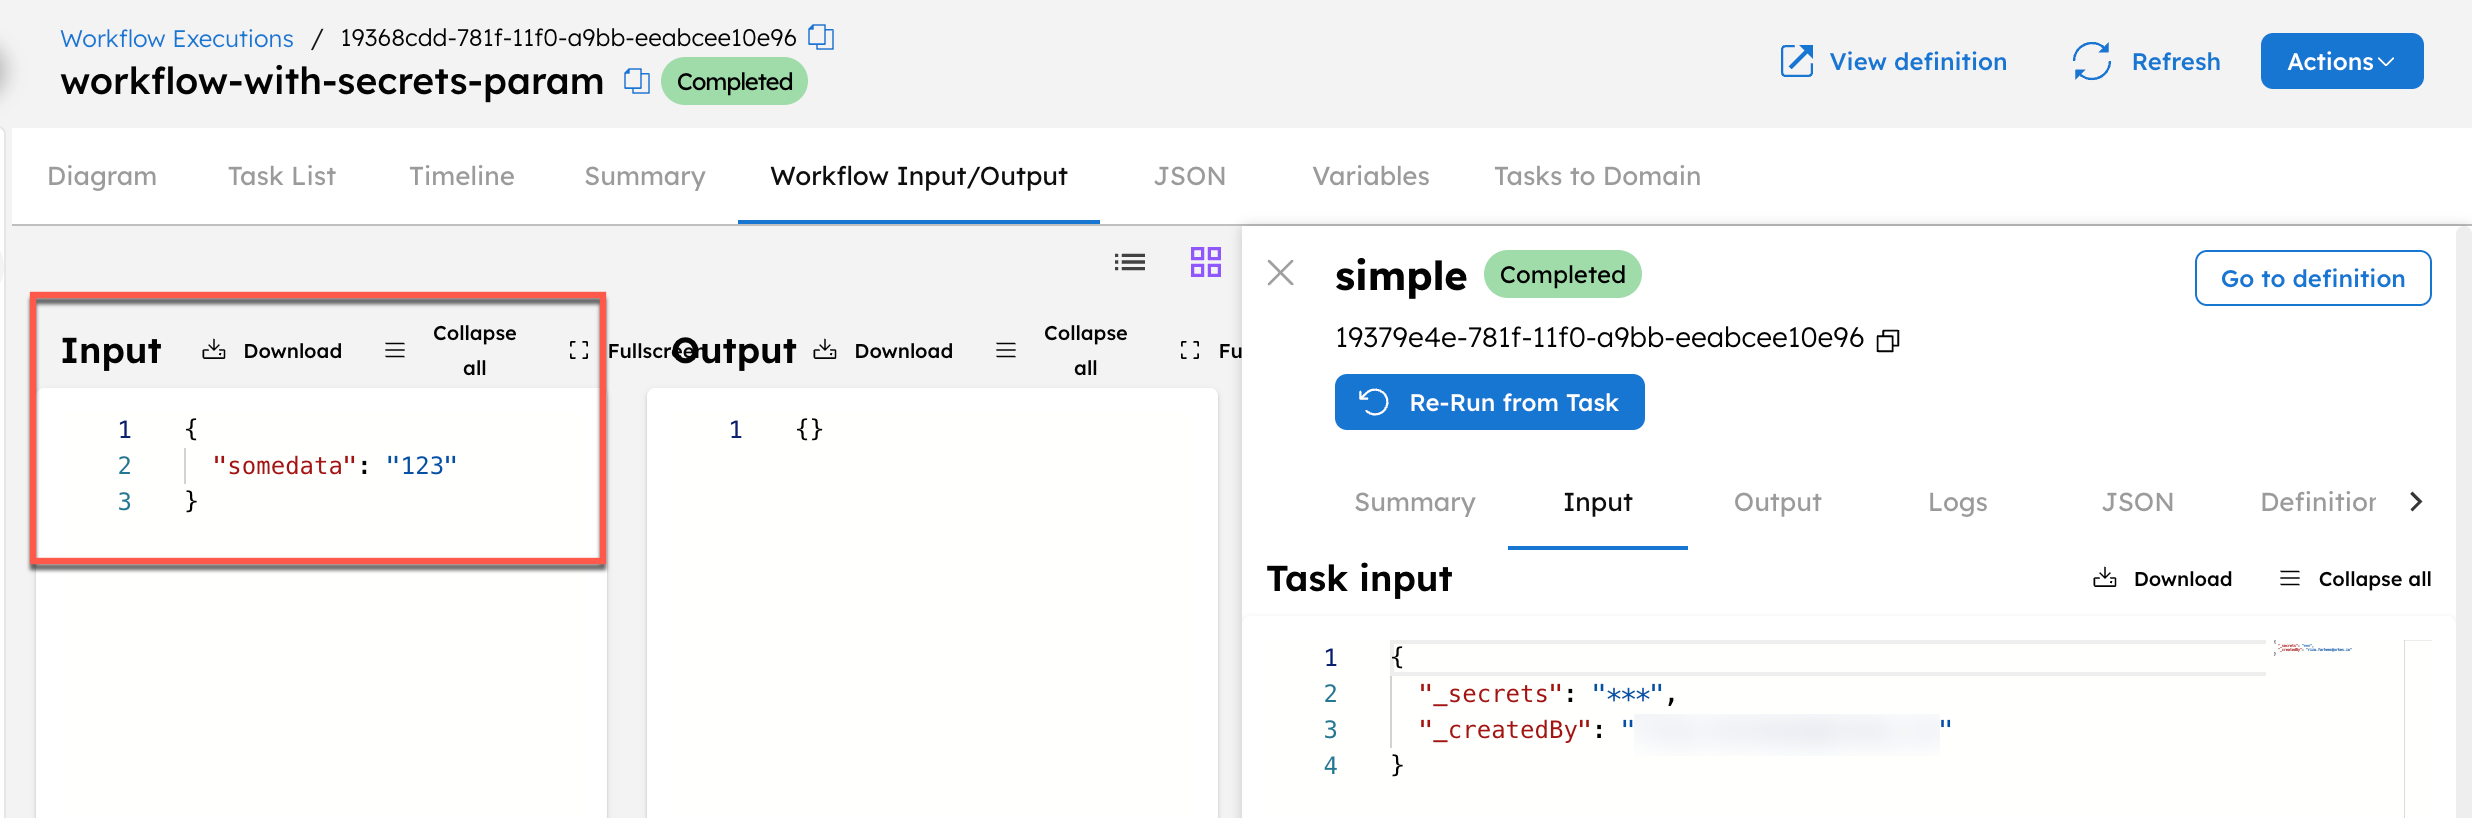 Workflow Executions / 19368cdd-781f-11f0-a9bb-eeabcee10e96
workflow-with-secrets-param Completed
View definition Refresh Actions
Diagram Task List Timeline Summary Workflow Input/Output JSON Variables Tasks to Domain
Input Download Collapse all Fullscreen
1 {
2 "somedata": "123"
3 }
Output Download Collapse all Fu
1 {}
simple Completed
Go to definition
19379e4e-781f-11f0-a9bb-eeabcee10e96
Re-Run from Task
Summary Input Output Logs JSON Definition
Task input Download Collapse all
1 {
2 "_secrets": "***",
3 "_createdBy": " "
4 }